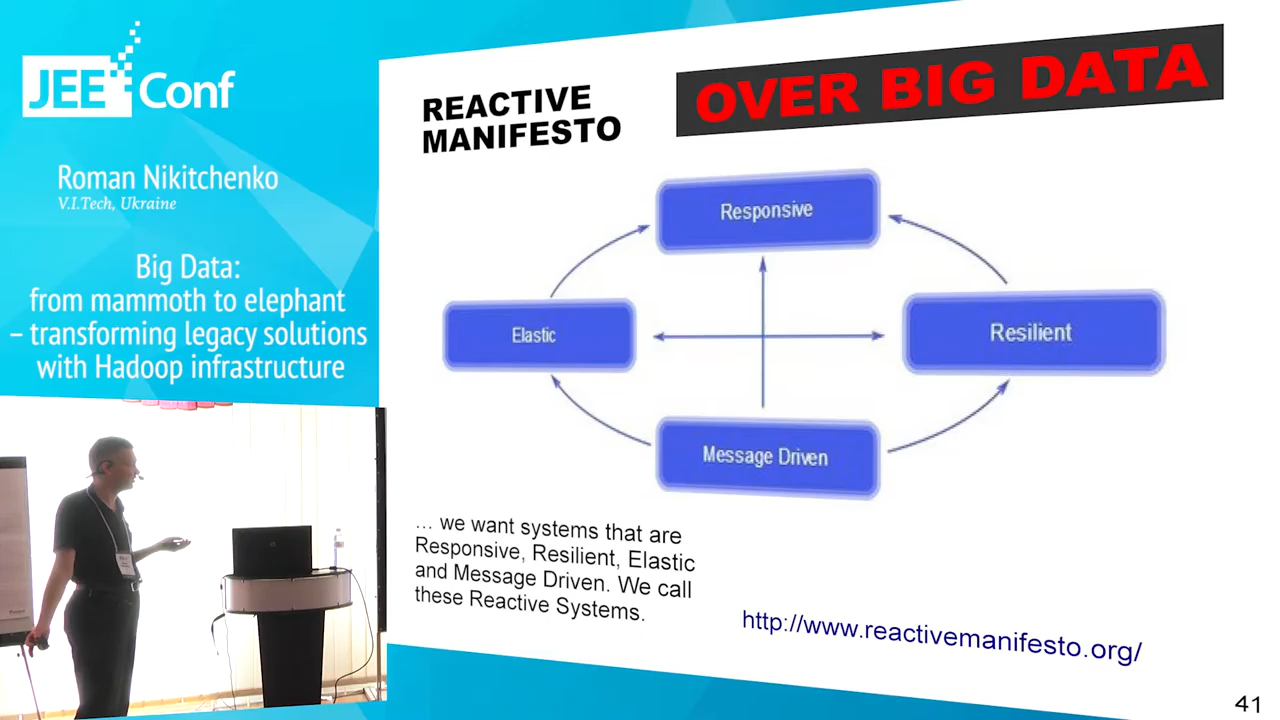 JEE Conf
Roman Nikitchenko
V.I.Tech, Ukraine
Big Data:
from mammoth to elephant
– transforming legacy solutions
with Hadoop infrastructure
REACTIVE
MANIFESTO
OVER BIG DATA
Responsive
Elastic
Resilient
Message Driven
... we want systems that are
Responsive, Resilient, Elastic
and Message Driven. We call
these Reactive Systems.
http://www.reactivemanifesto.org/
41